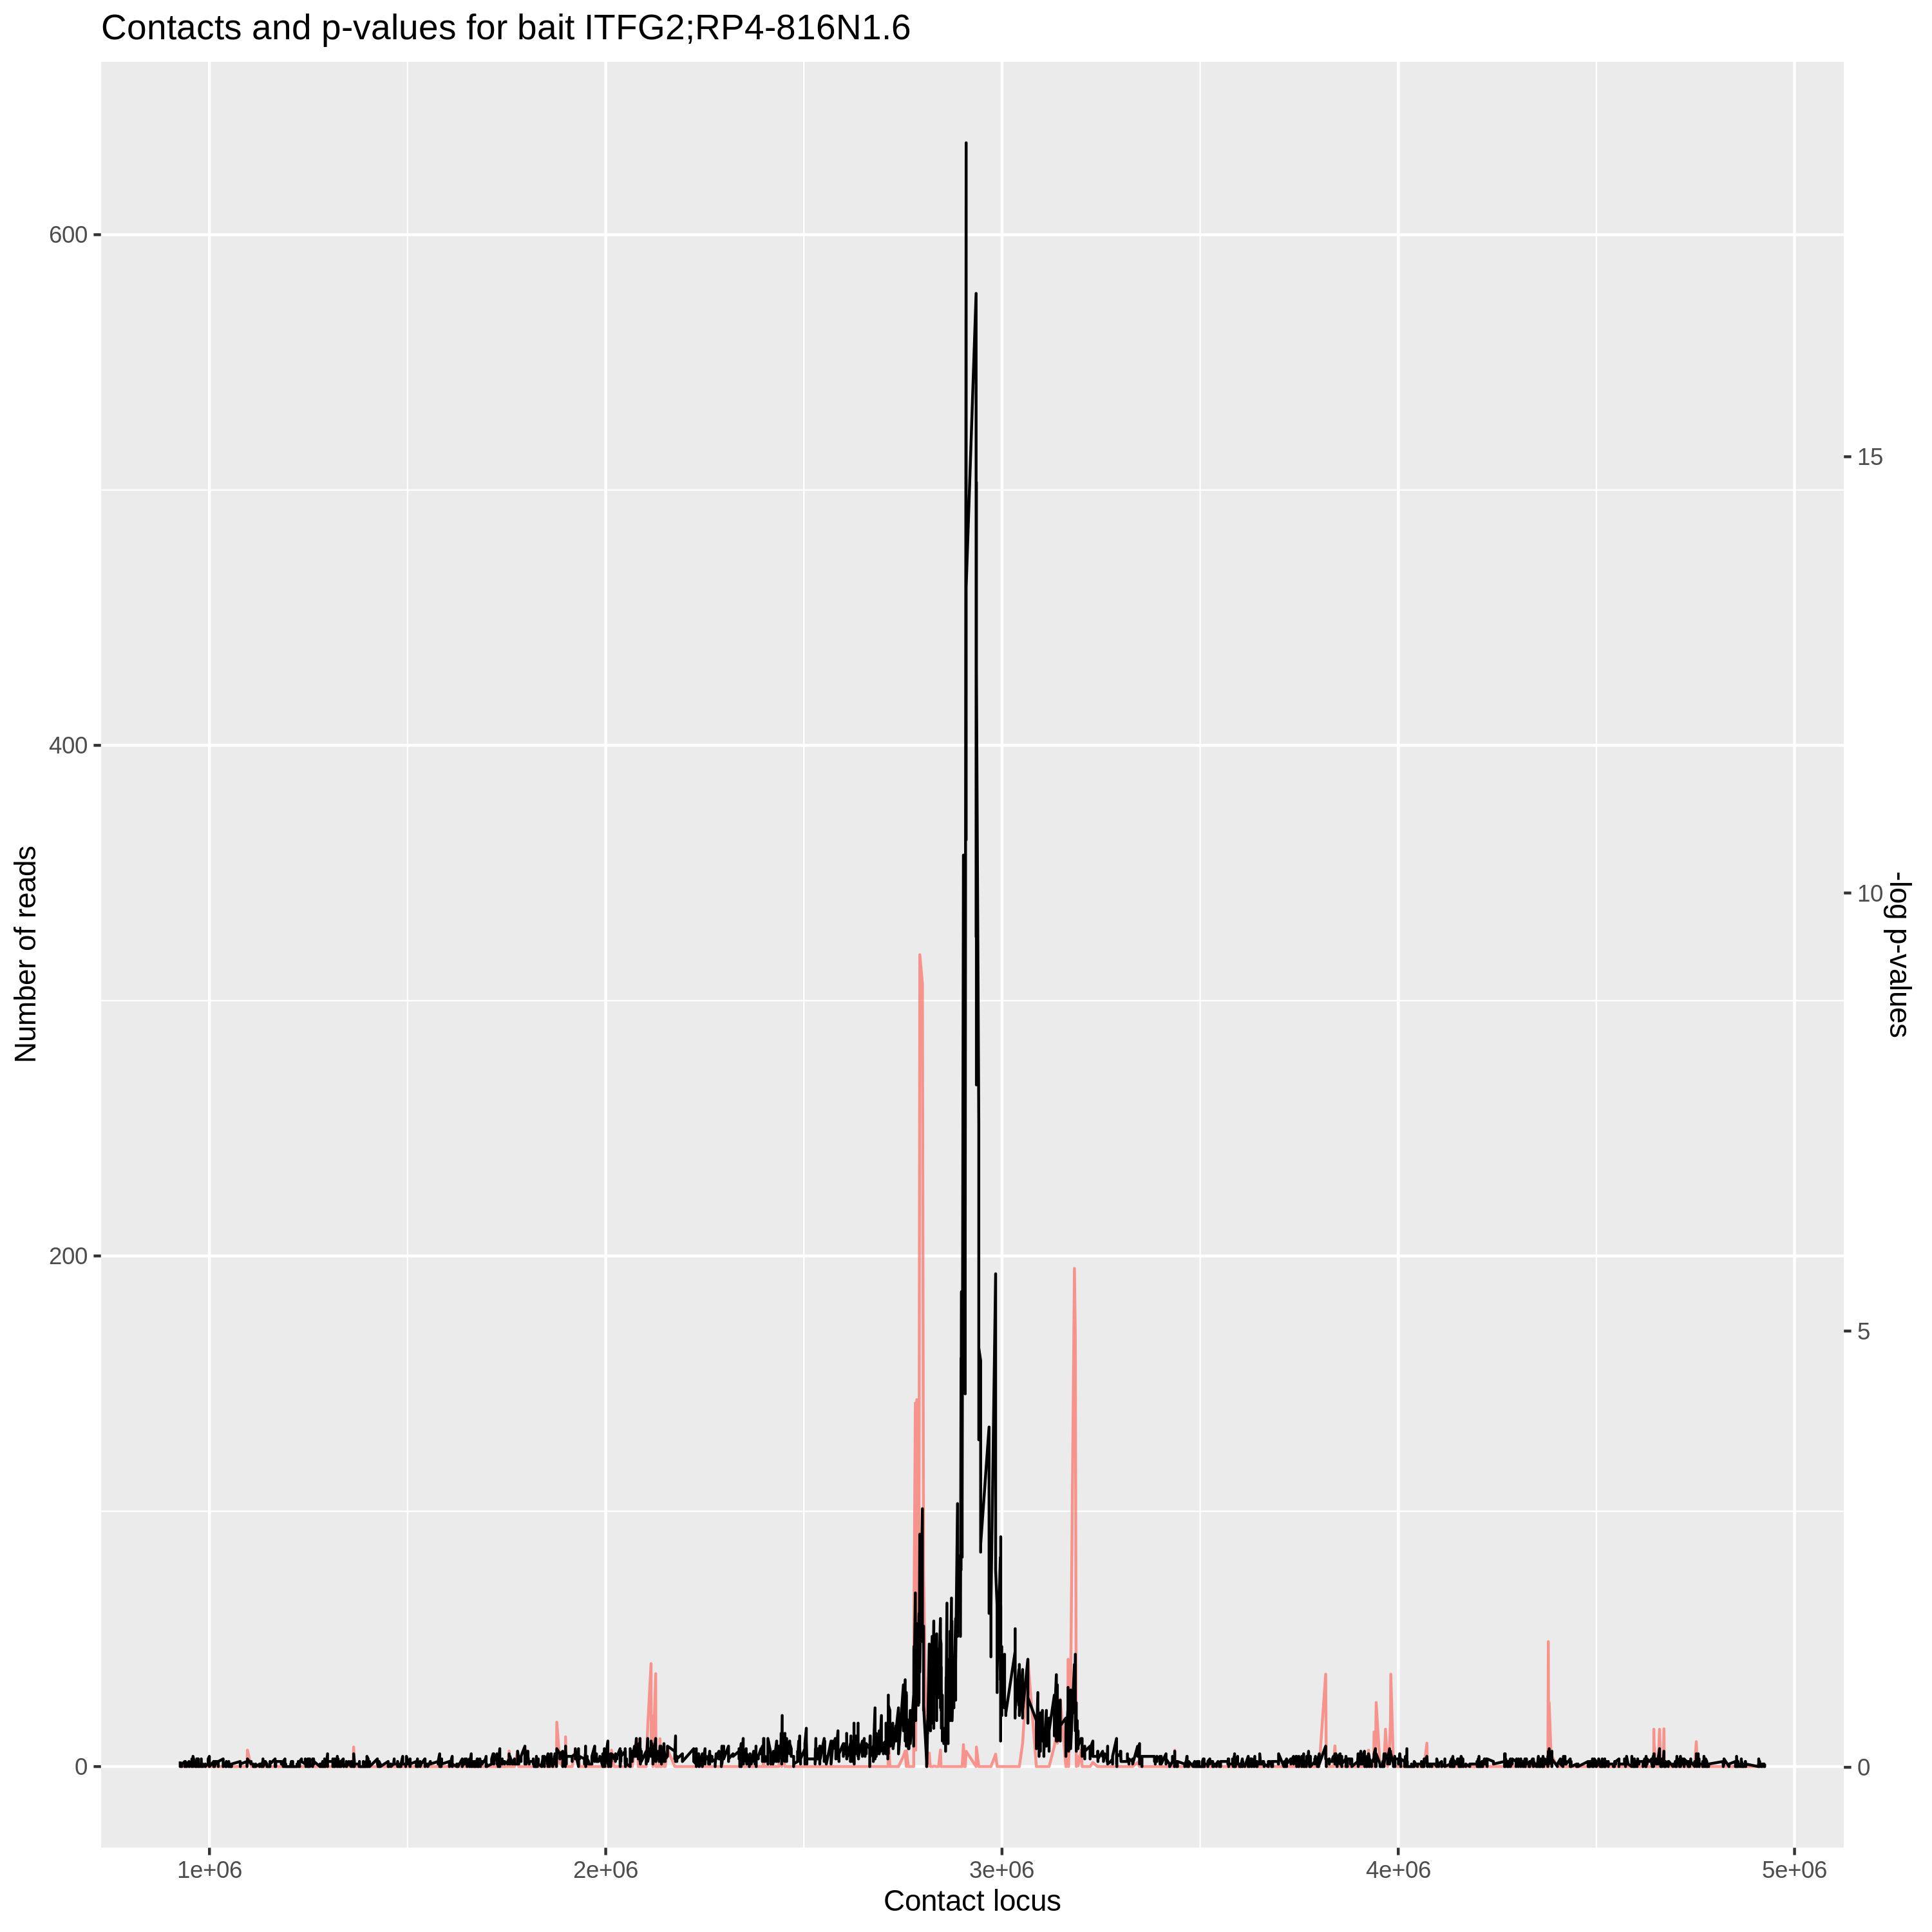 Contacts and p-values for bait ITFG2;RP4-816N1.6
600
400
200
0
Number of reads
15
10
5
0
-log p-values
1e+06
2e+06
3e+06
4e+06
5e+06
Contact locus